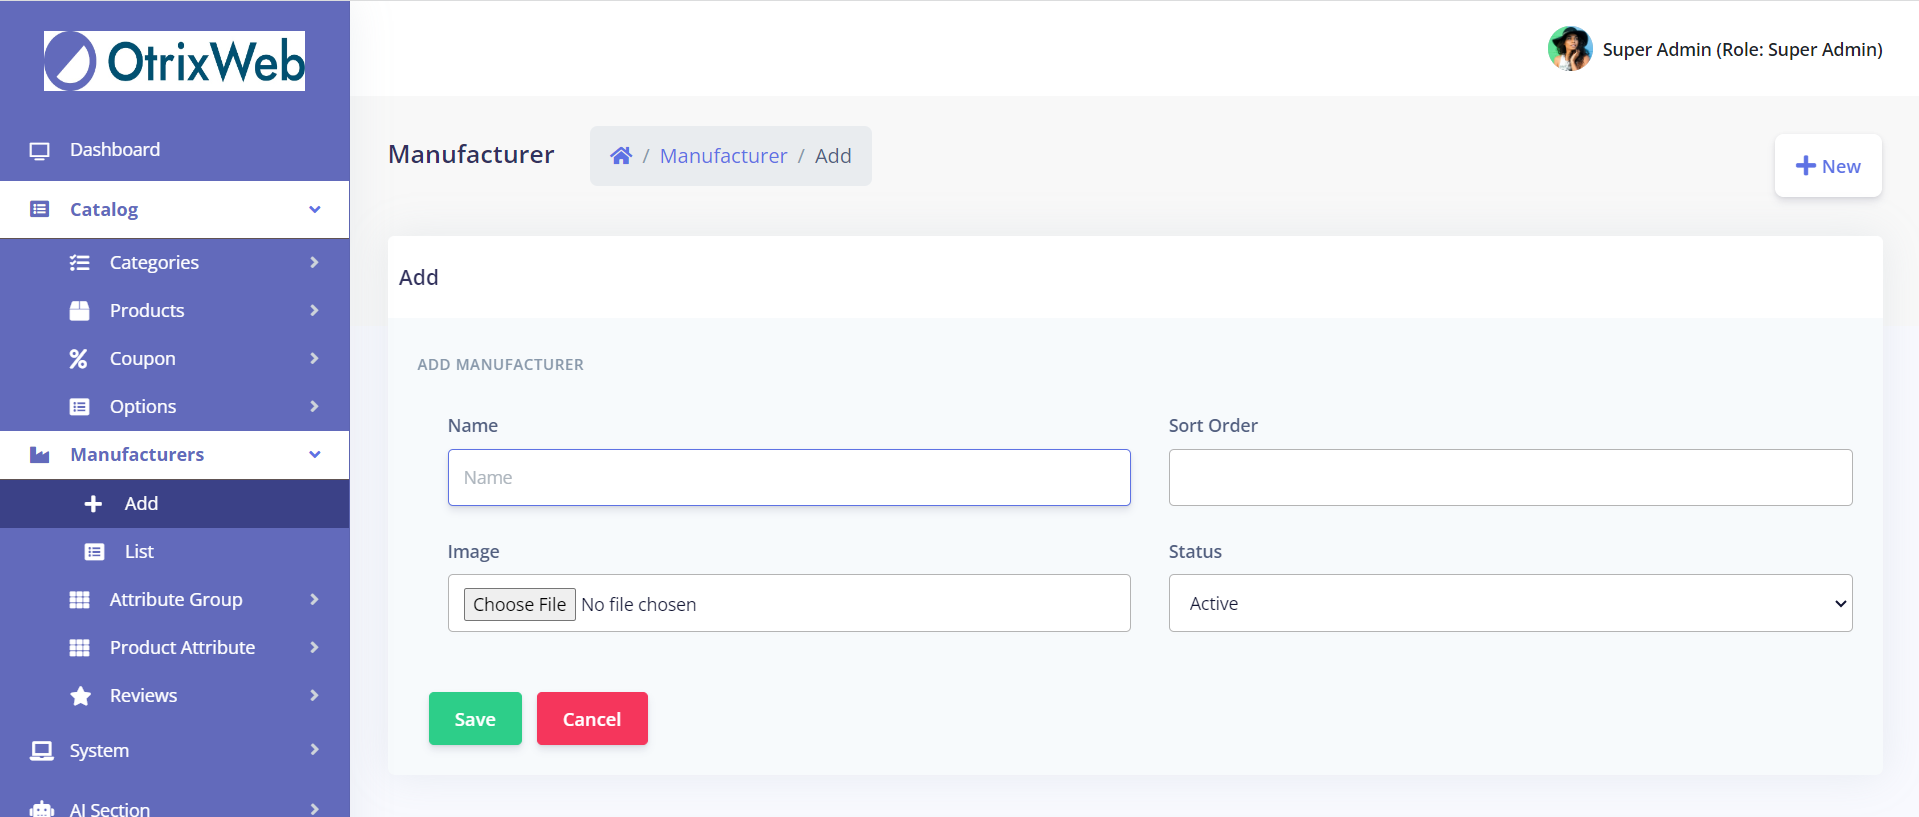 OtrixWeb
Super Admin (Role: Super Admin)
Dashboard
Catalog
Categories
Products
Coupon
Options
Manufacturers
Add
List
Attribute Group
Product Attribute
Reviews
System
AI Section
Manufacturer
/ Manufacturer / Add
New
Add
ADD MANUFACTURER
Name
Name
Sort Order
Image
Choose File No file chosen
Status
Active
Save
Cancel